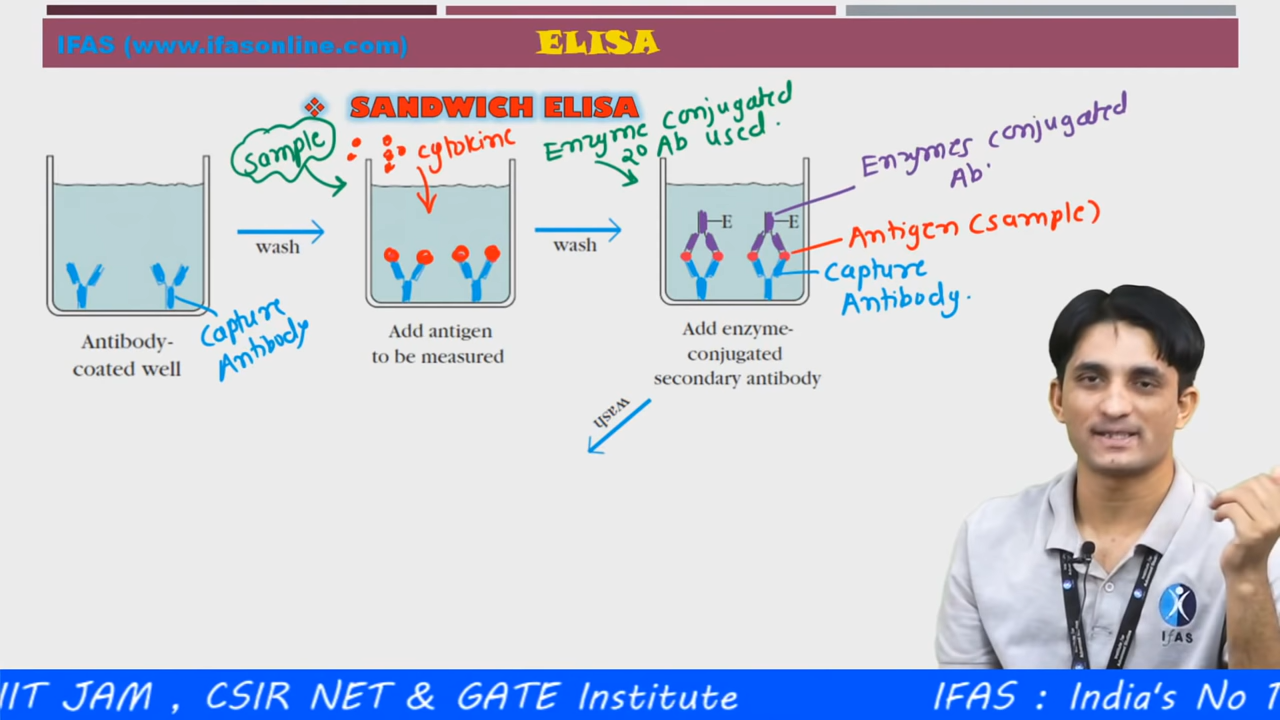 IFAS (www.ifasonline.com)
ELISA
SANDWICH ELISA
Sample
cytokine
Enzyme conjugated
2° Ab used.
Enzymes conjugated
Ab.
wash
wash
E
E
Antigen (sample)
Capture
Antibody.
Capture
Antibody
Antibody-
coated well
Add antigen
to be measured
Add enzyme-
conjugated
secondary antibody
wash
IfAS
IIT JAM , CSIR NET & GATE Institute
IFAS : India's No 1